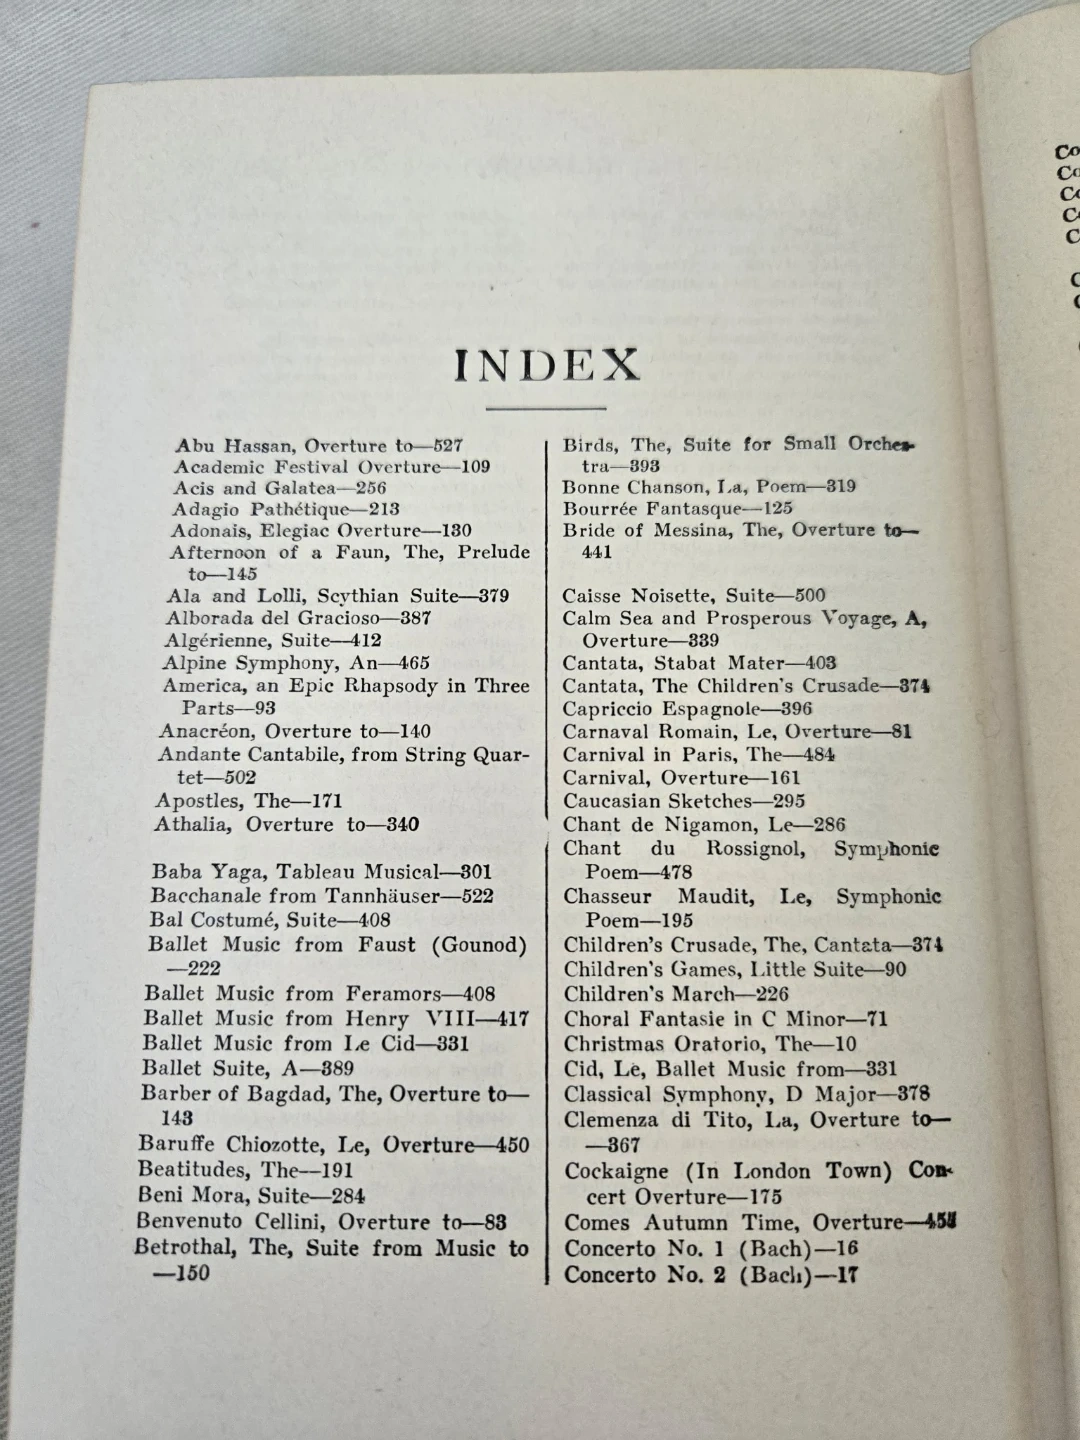 INDEX
Abu Hassan, Overture to—527
Academic Festival Overture—109
Acis and Galatea—256
Adagio Pathétique—213
Adonais, Elegiac Overture—130
Afternoon of a Faun, The, Prelude
to—145
Ala and Lolli, Scythian Suite—379
Alborada del Gracioso—387
Algérienne, Suite—412
Alpine Symphony, An—465
America, an Epic Rhapsody in Three
Parts—93
Anacréon, Overture to—140
Andante Cantabile, from String Quar-
tet—502
Apostles, The—171
Athalia, Overture to—340
Baba Yaga, Tableau Musical—301
Bacchanale from Tannhäuser—522
Bal Costumé, Suite—408
Ballet Music from Faust (Gounod)
—222
Ballet Music from Feramors—408
Ballet Music from Henry VIII—417
Ballet Music from Le Cid—331
Ballet Suite, A—389
Barber of Bagdad, The, Overture to—
143
Baruffe Chiozotte, Le, Overture—450
Beatitudes, The—191
Beni Mora, Suite—284
Benvenuto Cellini, Overture to—83
Betrothal, The, Suite from Music to
—150
Birds, The, Suite for Small Orches-
tra—393
Bonne Chanson, La, Poem—319
Bourrée Fantasque—125
Bride of Messina, The, Overture to—
441
Caisse Noisette, Suite—500
Calm Sea and Prosperous Voyage, A,
Overture—339
Cantata, Stabat Mater—403
Cantata, The Children's Crusade—374
Capriccio Espagnole—396
Carnaval Romain, Le, Overture—81
Carnival in Paris, The—484
Carnival, Overture—161
Caucasian Sketches—295
Chant de Nigamon, Le—286
Chant du Rossignol, Symphonic
Poem—478
Chasseur Maudit, Le, Symphonic
Poem—195
Children's Crusade, The, Cantata—374
Children's Games, Little Suite—90
Children's March—226
Choral Fantasie in C Minor—71
Christmas Oratorio, The—10
Cid, Le, Ballet Music from—331
Classical Symphony, D Major—378
Clemenza di Tito, La, Overture to—
—367
Cockaigne (In London Town) Con-
cert Overture—175
Comes Autumn Time, Overture—
Concerto No. 1 (Bach)—16
Concerto No. 2 (Bach)—17